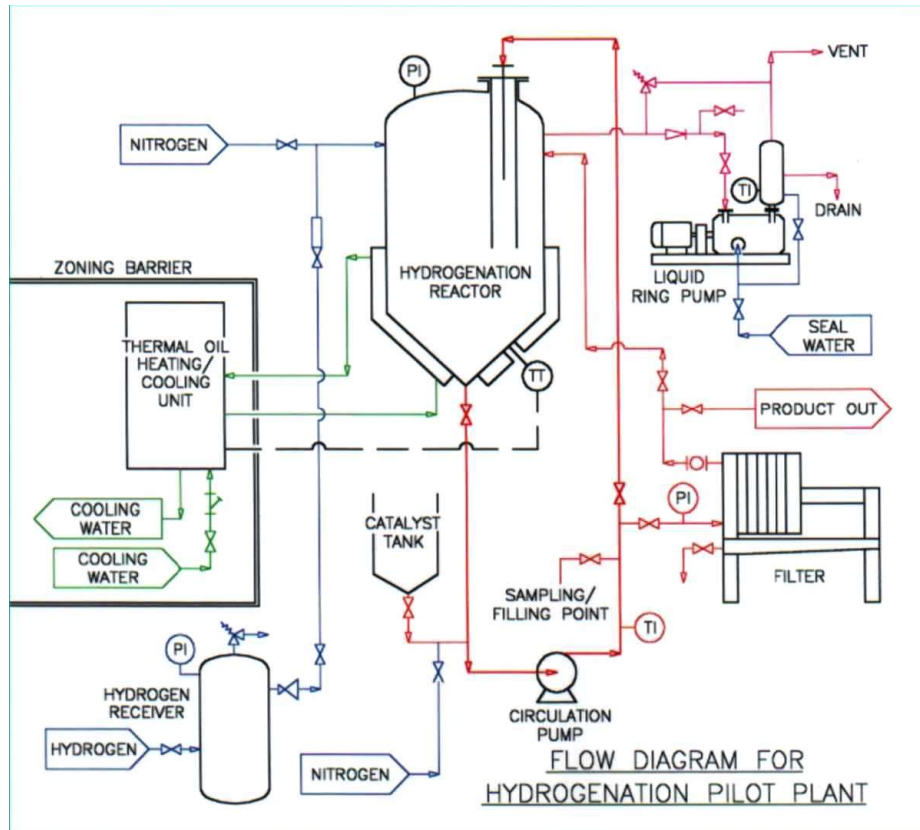 PI
VENT
NITROGEN
TI
DRAIN
ZONING BARRIER
HYDROGENATION
REACTOR
LIQUID
RING PUMP
SEAL
WATER
THERMAL OIL
HEATING/
COOLING
UNIT
TT
PRODUCT OUT
PI
COOLING
WATER
CATALYST
TANK
COOLING
WATER
SAMPLING/
FILLING POINT
FILTER
TI
PI
HYDROGEN
RECEIVER
CIRCULATION
PUMP
HYDROGEN
NITROGEN
FLOW DIAGRAM FOR
HYDROGENATION PILOT PLANT